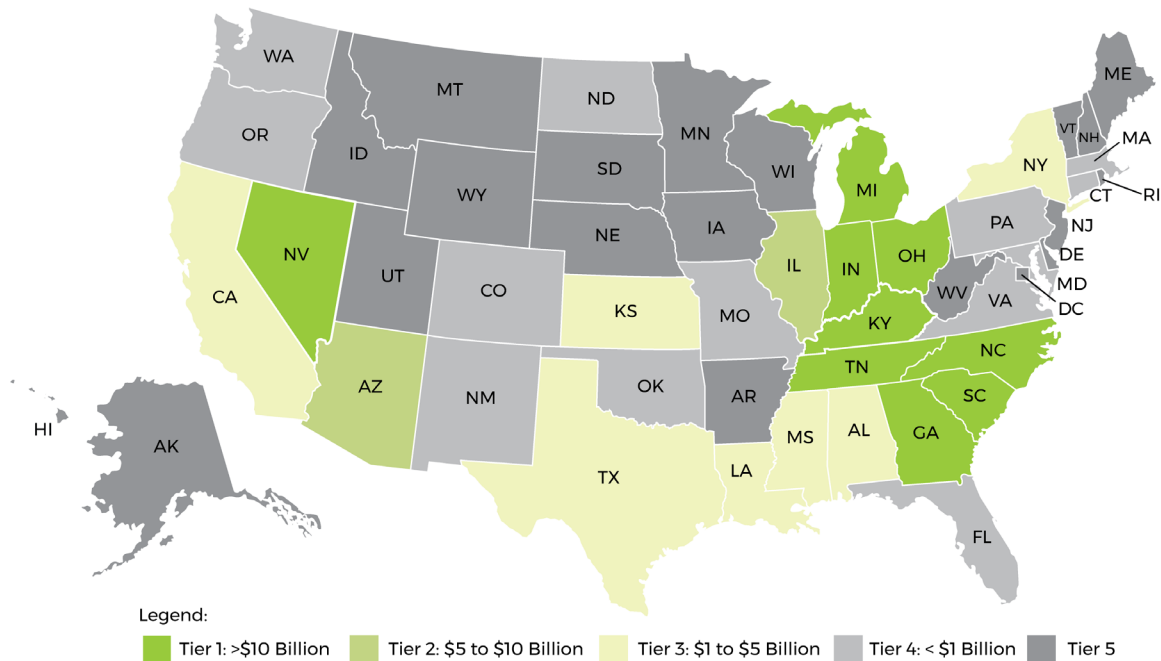 WA
MT
ND
ME
OR
MN
VT
NH
MA
ID
SD
WI
NY
WY
MI
RI
CT
NE
IA
PA
NJ
NV
OH
DE
UT
IL
IN
MD
CO
WV
VA
DC
CA
KS
MO
KY
NC
TN
AZ
OK
SC
NM
AR
HI
AK
MS
AL
GA
LA
TX
FL
Legend:
Tier 1: >$10 Billion
Tier 2: $5 to $10 Billion
Tier 3: $1 to $5 Billion
Tier 4: < $1 Billion
Tier 5